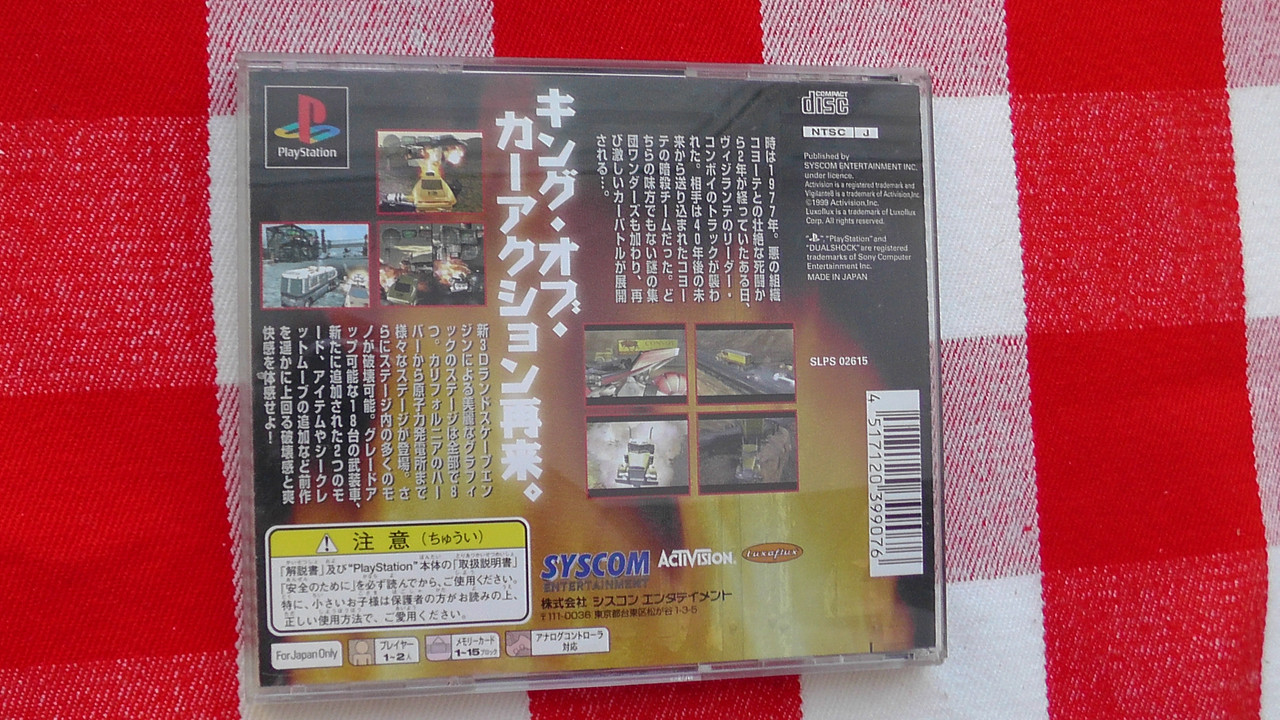 PlayStation
キング・オブ・
カーアクション再来。
時は1977年。悪の組織
コヨーテとの壮絶な死闘か
ら2年が経っていたある日、
ヴィジランテのリーダー・
コンボイのトラックが襲わ
れた。相手は40年後の未
来から送り込まれたコヨー
テの暗殺チームだった。ど
ちらの味方でもない謎の集
団ワンダーズも加わり、再
び激しいカーバトルが展開
される…。
COMPACT
disc
NTSC J
Published by
SYSCOM ENTERTAINMENT INC.
under licence.
Activision is a registered trademark and
Vigilante8 is a trademark of Activision,Inc.
©1999 Activision,Inc.
Luxoflux is a trademark of Luxoflux
Corp. All rights reserved.
"PlayStation" and
"DUALSHOCK" are registered
trademarks of Sony Computer
Entertainment Inc.
MADE IN JAPAN
SLPS 02615
4 517120 399076
新3Dランドスケープエン
ジンによる美麗なグラフィ
ックのステージは全部で8
つ。カリフォルニアのハー
バーから原子力発電所まで
様々なステージが登場。さ
らにステージ内の多くのモ
ノが破壊可能。グレードア
ップ可能な18台の武装車、
新たに追加された2つのモ
ード、アイテムやシークレ
ットムーブの追加など前作
を遥かに上回る破壊感と爽
快感を体感せよ!
注意(ちゅうい)
「解説書」及び"PlayStation"本体の「取扱説明書」
「安全のために」を必ず読んでから、ご使用ください。
特に、小さいお子様は保護者の方がお読みの上、
正しい使用方法で、ご愛用ください。
SYSCOM
ENTERTAINMENT
ACTIVISION.
Luxoflux
株式会社 シスコン エンタテイメント
〒111-0036 東京都台東区松が谷1-3-5
For Japan Only
プレイヤー
1~2人
メモリーカード
1~15ブロック
アナログコントローラ
対応